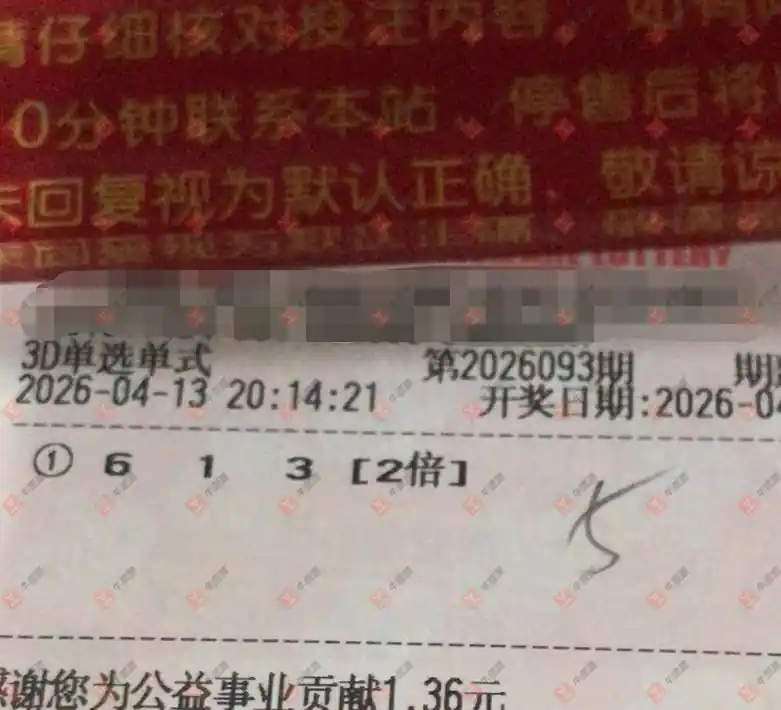 请仔细核对投注内容，如有
0分钟联系本站，停售后将
未回复视为默认正确，敬请谅
LOTTERY
3D单选单式
第2026093期
2026-04-13 20:14:21
开奖日期:2026-04
① 6 1 3 [2倍]
5
感谢您为公益事业贡献1.36元